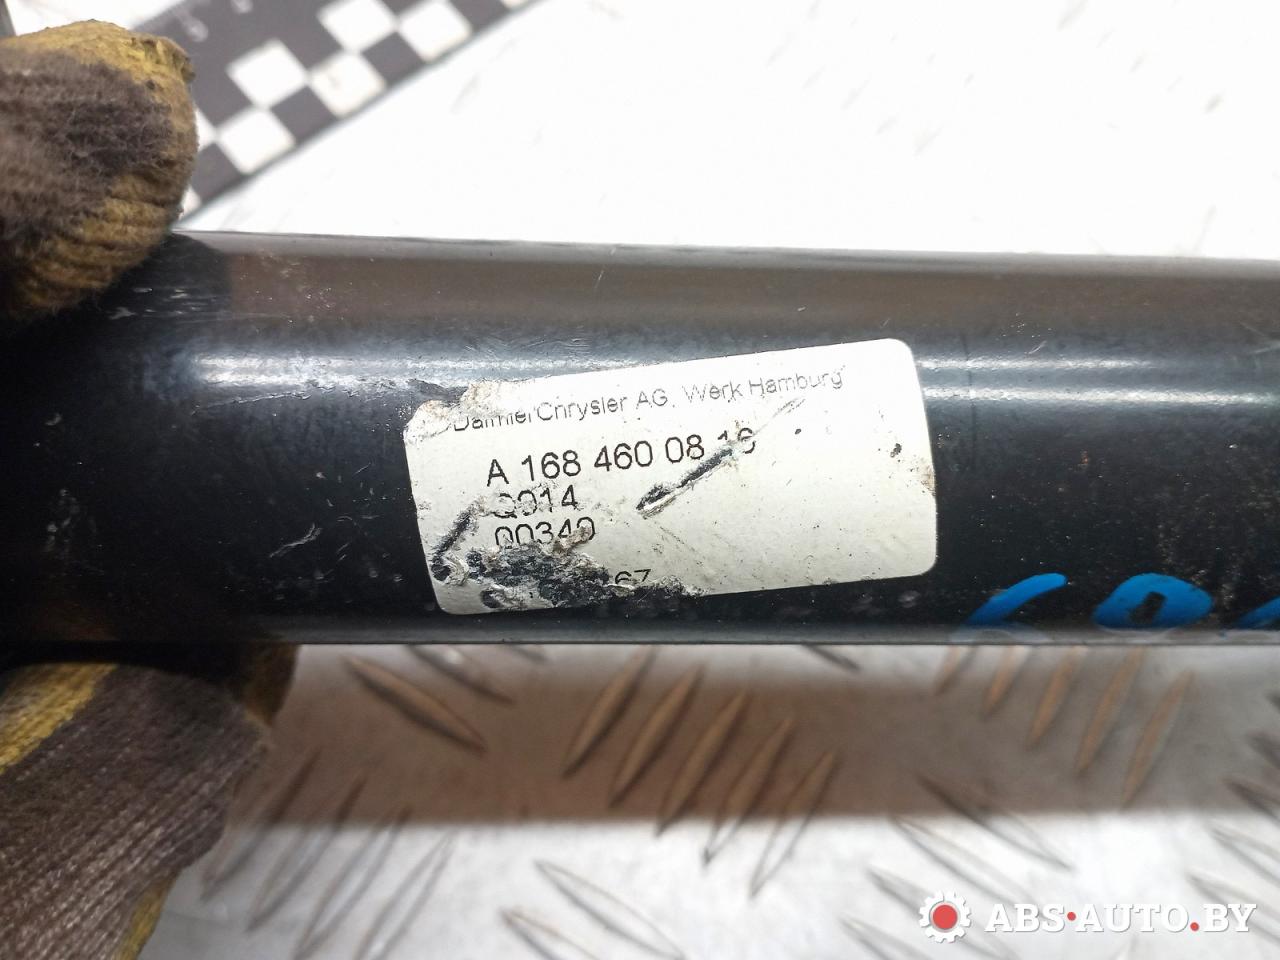 DaimlerChrysler AG, Werk Hamburg
A 168 460 08 16
Q014
00340
67
ABS-AUTO.BY